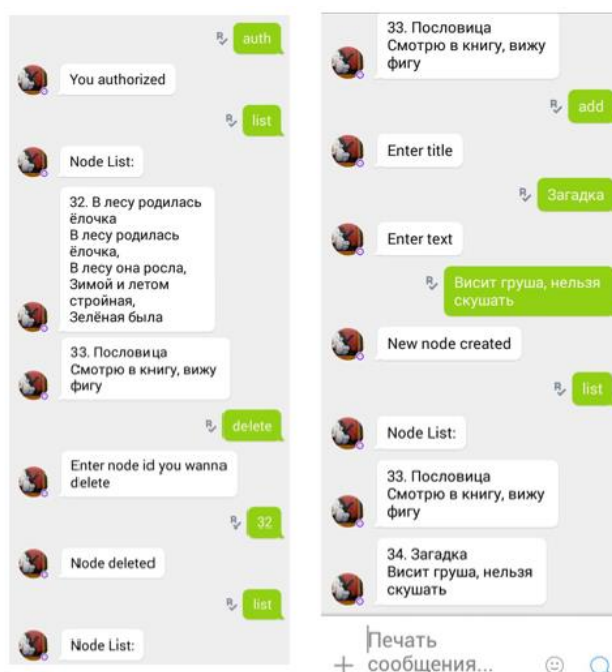 auth
You authorized
list
Node List:
32. В лесу родилась
ёлочка
В лесу родилась
ёлочка,
В лесу она росла,
Зимой и летом
стройная,
Зелёная была
33. Пословица
Смотрю в книгу, вижу
фигу
delete
Enter node id you wanna
delete
32
Node deleted
list
Node List:
33. Пословица
Смотрю в книгу, вижу
фигу
add
Enter title
Загадка
Enter text
Висит груша, нельзя
скушать
New node created
list
Node List:
33. Пословица
Смотрю в книгу, вижу
фигу
34. Загадка
Висит груша, нельзя
скушать
Печать
сообщения...